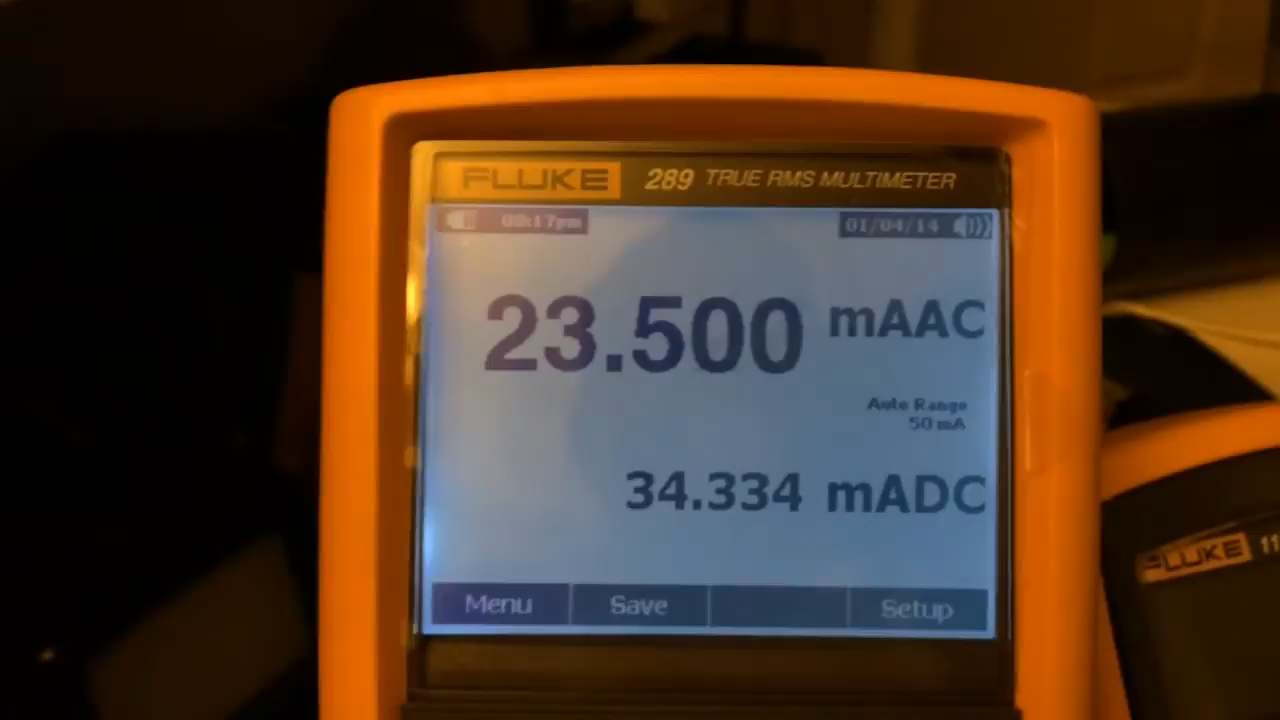 FLUKE 289 TRUE RMS MULTIMETER
01/04/14
23.500 mAAC
Auto Range
50 mA
34.334 mADC
Menu Save Setup
FLUKE 11